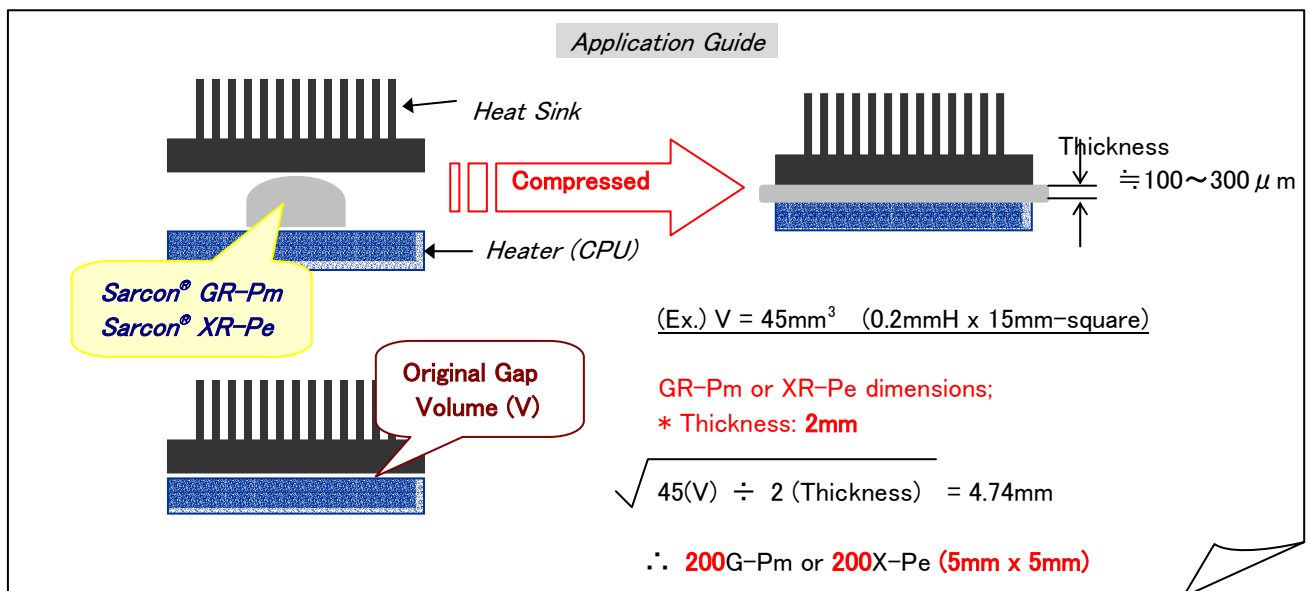 Application Guide
Heat Sink
Compressed
Thickness
≒100～300μm
Heater (CPU)
Sarcon® GR-Pm
Sarcon® XR-Pe
Original Gap
Volume (V)
(Ex.) V = 45mm³ (0.2mmH x 15mm-square)
GR-Pm or XR-Pe dimensions;
* Thickness: 2mm
√ 45(V) ÷ 2 (Thickness) = 4.74mm
∴ 200G-Pm or 200X-Pe (5mm x 5mm)